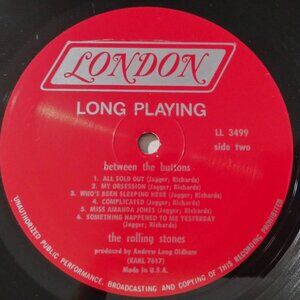 LONDON
LONG PLAYING
LL 3499
side two
between the buttons
1. ALL SOLD OUT (Jagger; Richards)
2. MY OBSESSION (Jagger; Richards)
3. WHO'S BEEN SLEEPING HERE (Jagger; Richards)
4. COMPLICATED (Jagger; Richards)
5. MISS AMANDA JONES (Jagger; Richards)
6. SOMETHING HAPPENED TO ME YESTERDAY
(Jagger; Richards)
the rolling stones
produced by Andrew Loog Oldham
(XARL 7617)
Made in U.S.A.
UNAUTHORIZED PUBLIC PERFORMANCE, BROADCASTING AND COPYING OF THIS RECORDING PROHIBITED